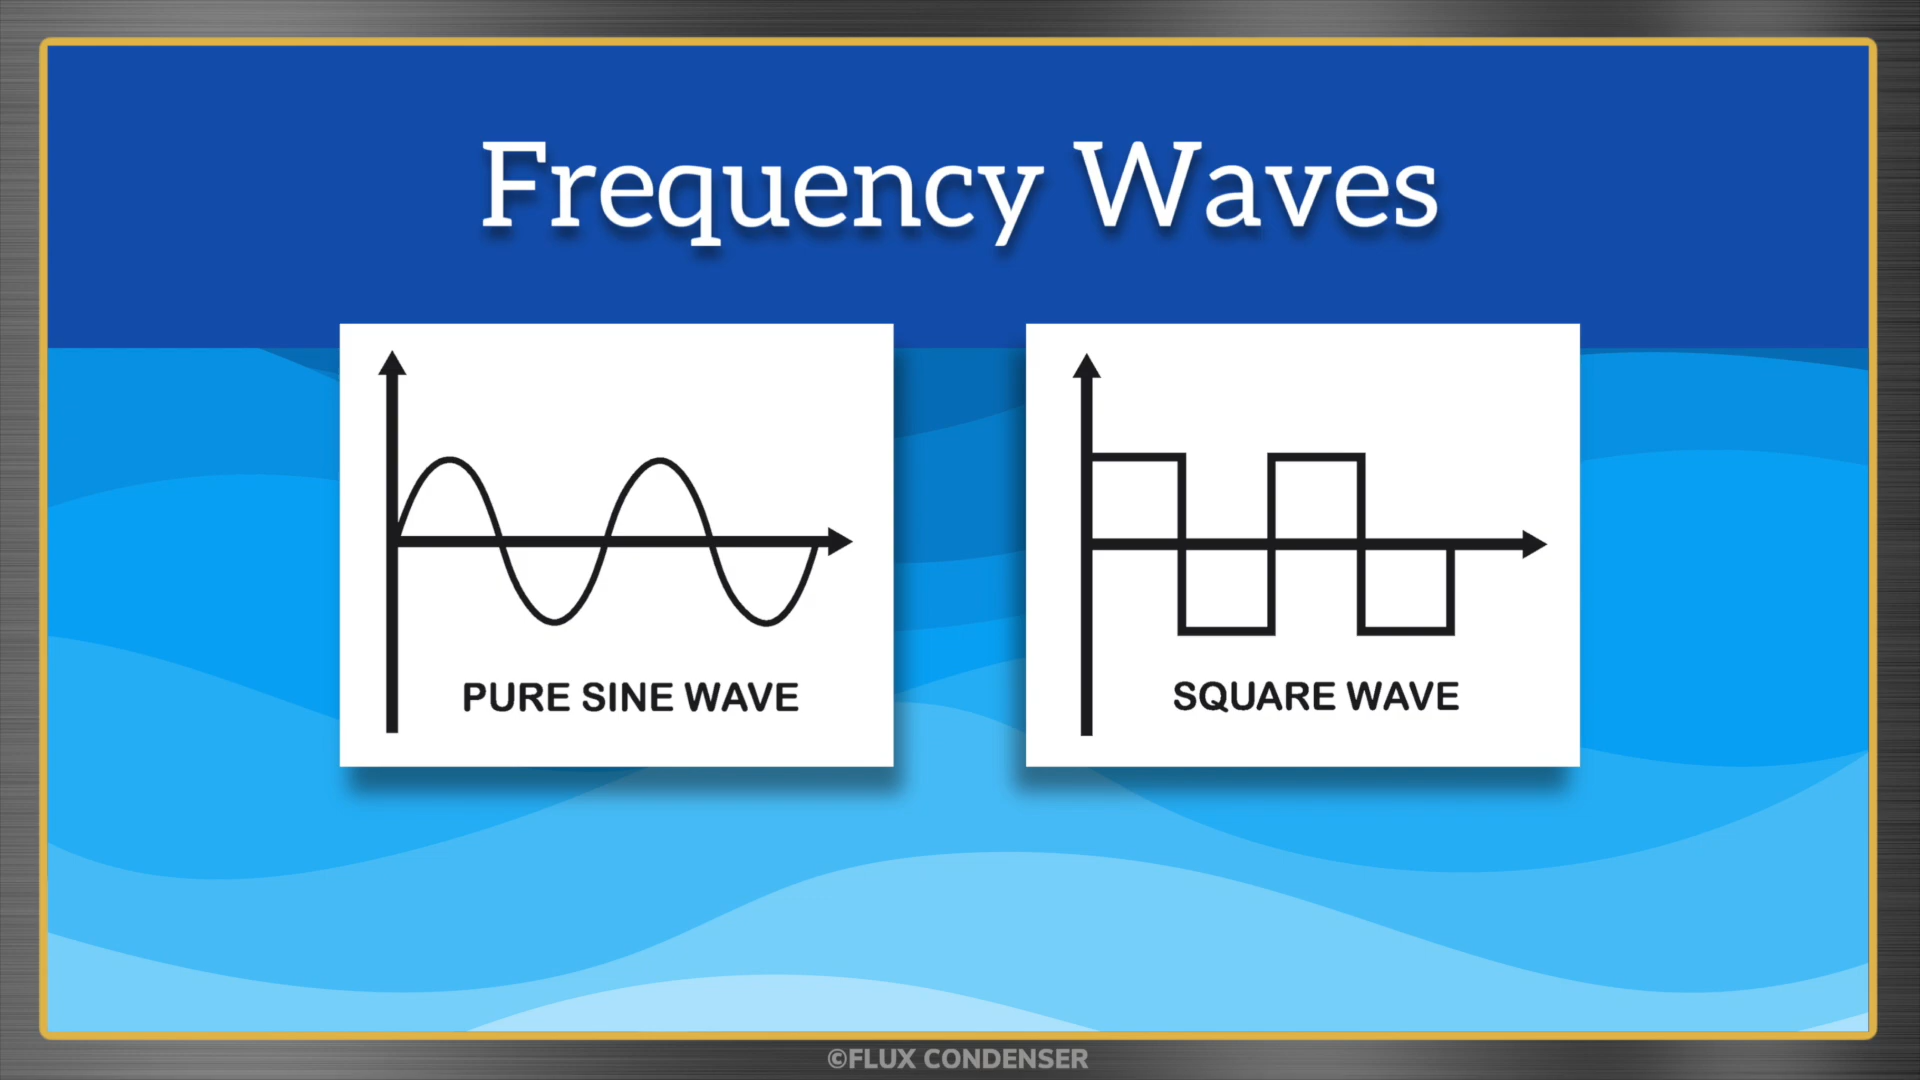 Frequency Waves
PURE SINE WAVE
SQUARE WAVE
©FLUX CONDENSER